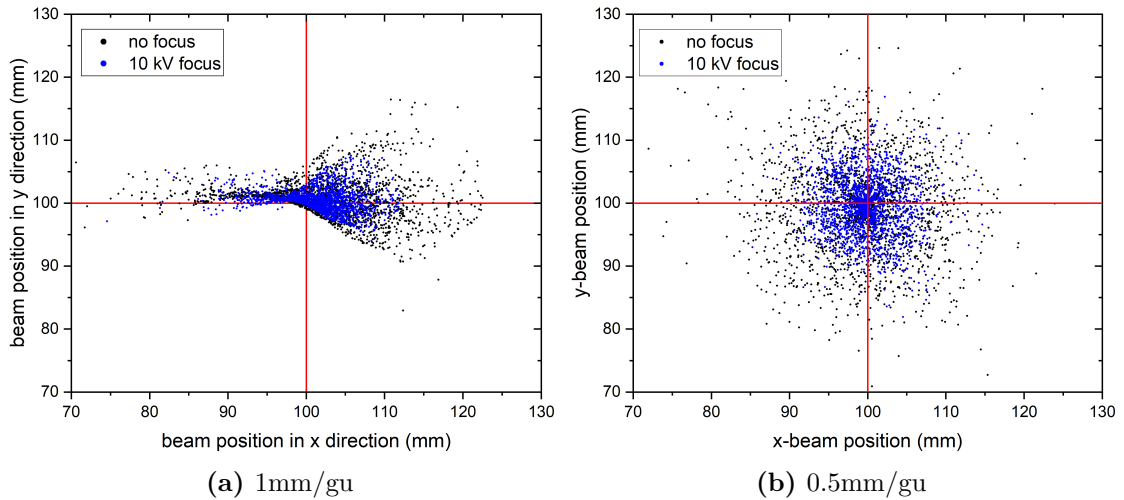 130
120
110
100
90
80
70
beam position in y direction (mm)
no focus
10 kV focus
70 80 90 100 110 120 130
beam position in x direction (mm)
(a) 1mm/gu
130
120
110
100
90
80
70
y-beam position (mm)
no focus
10 kV focus
70 80 90 100 110 120 130
x-beam position (mm)
(b) 0.5mm/gu